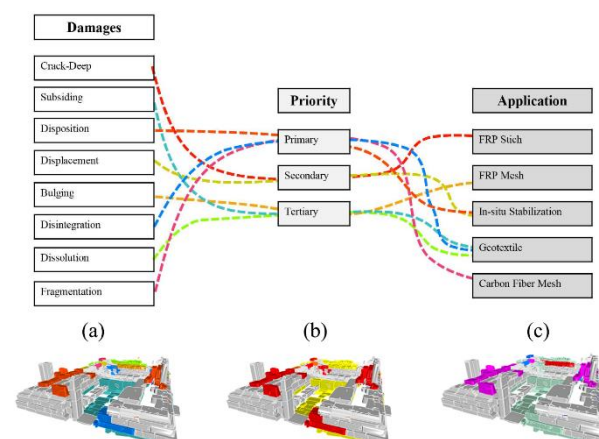 Damages
Crack-Deep
Subsiding
Priority
Application
Disposition
Primary
FRP Stich
Displacement
Secondary
FRP Mesh
Bulging
Tertiary
In-situ Stabilization
Disintegration
Geotextile
Dissolution
Fragmentation
Carbon Fiber Mesh
(a)
(b)
(c)